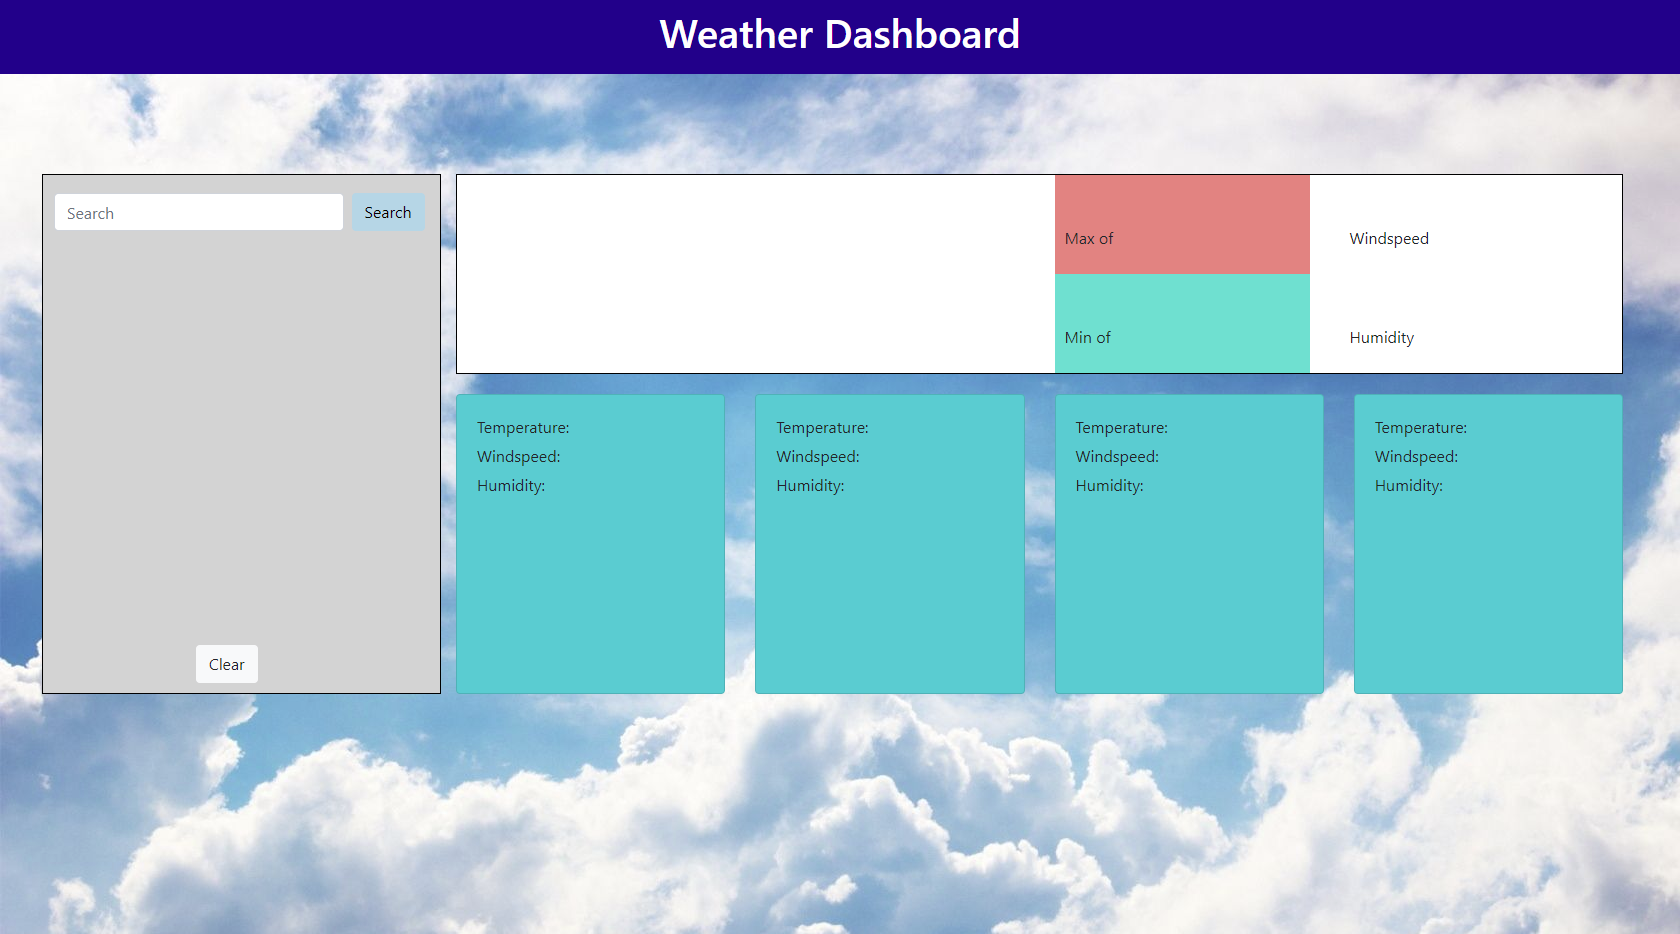 Weather Dashboard
Search
Search
Clear
Max of
Windspeed
Min of
Humidity
Temperature:
Windspeed:
Humidity:
Temperature:
Windspeed:
Humidity:
Temperature:
Windspeed:
Humidity:
Temperature:
Windspeed:
Humidity: